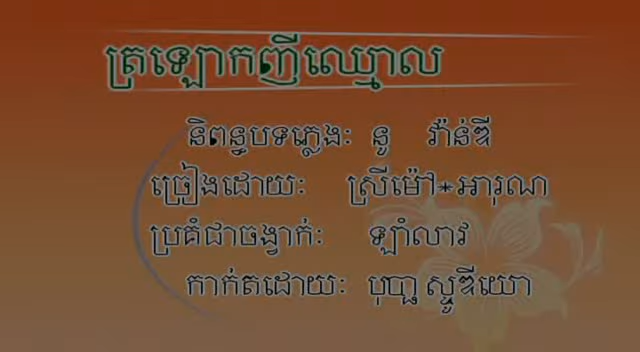 ត្រឡោកញីឈ្មោល
និពន្ធបទភ្លេង: នូ វ៉ាន់ឌី
ច្រៀងដោយ: ស្រីម៉ៅ*អារុណ
ប្រគំជាចង្វាក់: ឡាំលាវ
កាក់តដោយ: បុប្ផា ស្ទូឌីយោ